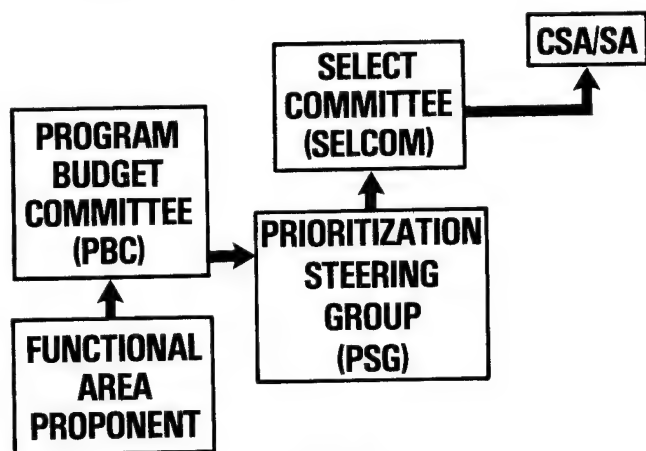 CSA/SA
SELECT
COMMITTEE
(SELCOM)
PROGRAM
BUDGET
COMMITTEE
(PBC)
PRIORITIZATION
STEERING
GROUP
(PSG)
FUNCTIONAL
AREA
PROPONENT